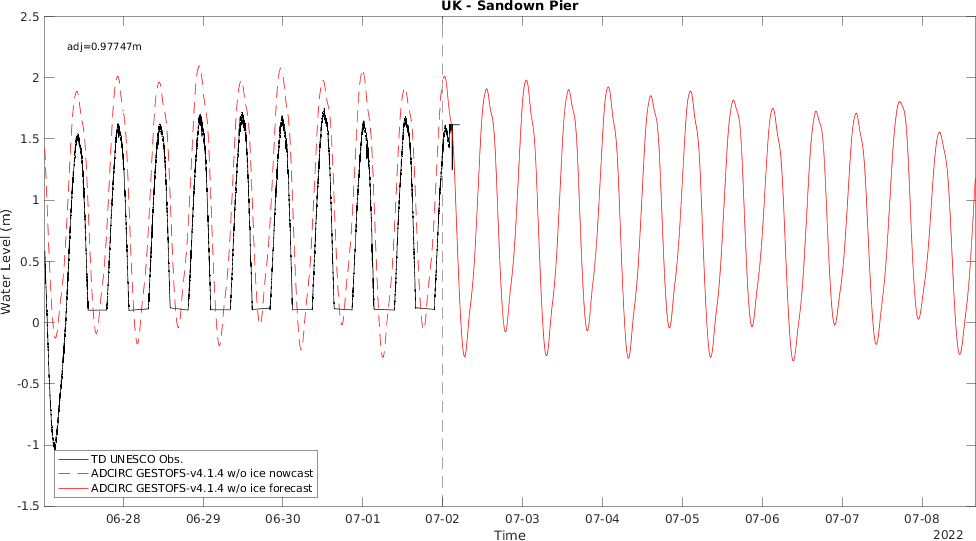 UK - Sandown Pier
adj=0.97747m
2.5
2
1.5
1
0.5
0
-0.5
-1
-1.5
Water Level (m)
TD UNESCO Obs.
ADCIRC GESTOFS-v4.1.4 w/o ice nowcast
ADCIRC GESTOFS-v4.1.4 w/o ice forecast
06-28 06-29 06-30 07-01 07-02 07-03 07-04 07-05 07-06 07-07 07-08
Time
2022